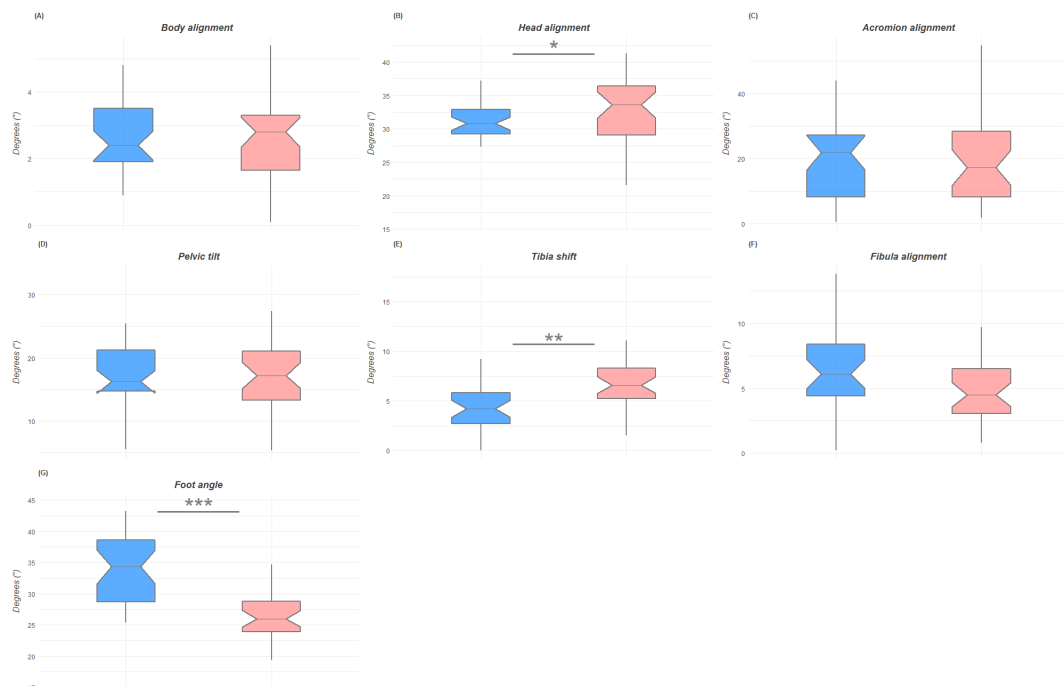 (A)
Body alignment
Degrees (°)
4
2
0
(B)
Head alignment
*
Degrees (°)
40
35
30
25
20
15
(C)
Acromion alignment
Degrees (°)
40
20
0
(D)
Pelvic tilt
Degrees (°)
30
20
10
(E)
Tibia shift
**
Degrees (°)
15
10
5
0
(F)
Fibula alignment
Degrees (°)
10
5
0
(G)
Foot angle
***
Degrees (°)
45
40
35
30
25
20